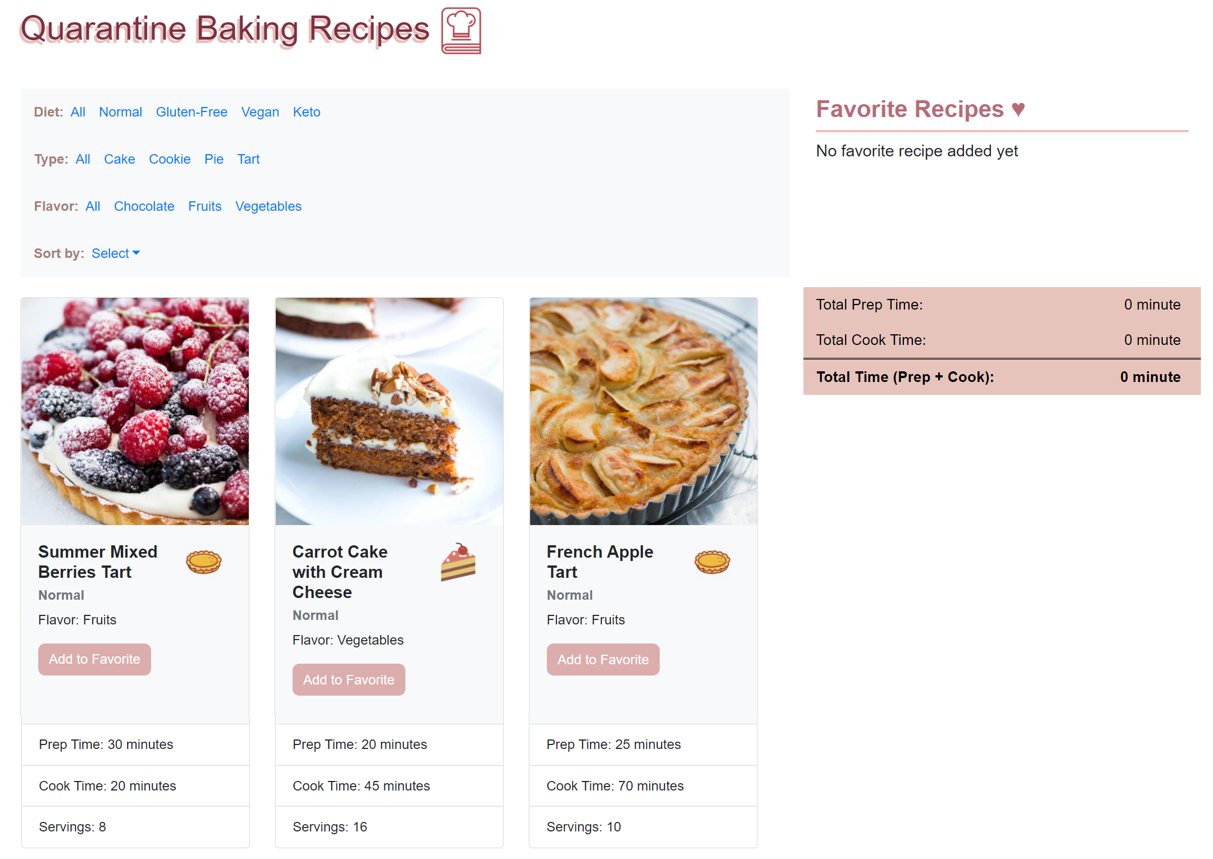 Quarantine Baking Recipes
Diet: All Normal Gluten-Free Vegan Keto
Type: All Cake Cookie Pie Tart
Flavor: All Chocolate Fruits Vegetables
Sort by: Select
Favorite Recipes ♥
No favorite recipe added yet
Total Prep Time: 0 minute
Total Cook Time: 0 minute
Total Time (Prep + Cook): 0 minute
Summer Mixed
Berries Tart
Normal
Flavor: Fruits
Add to Favorite
Prep Time: 30 minutes
Cook Time: 20 minutes
Servings: 8
Carrot Cake
with Cream
Cheese
Normal
Flavor: Vegetables
Add to Favorite
Prep Time: 20 minutes
Cook Time: 45 minutes
Servings: 16
French Apple
Tart
Normal
Flavor: Fruits
Add to Favorite
Prep Time: 25 minutes
Cook Time: 70 minutes
Servings: 10